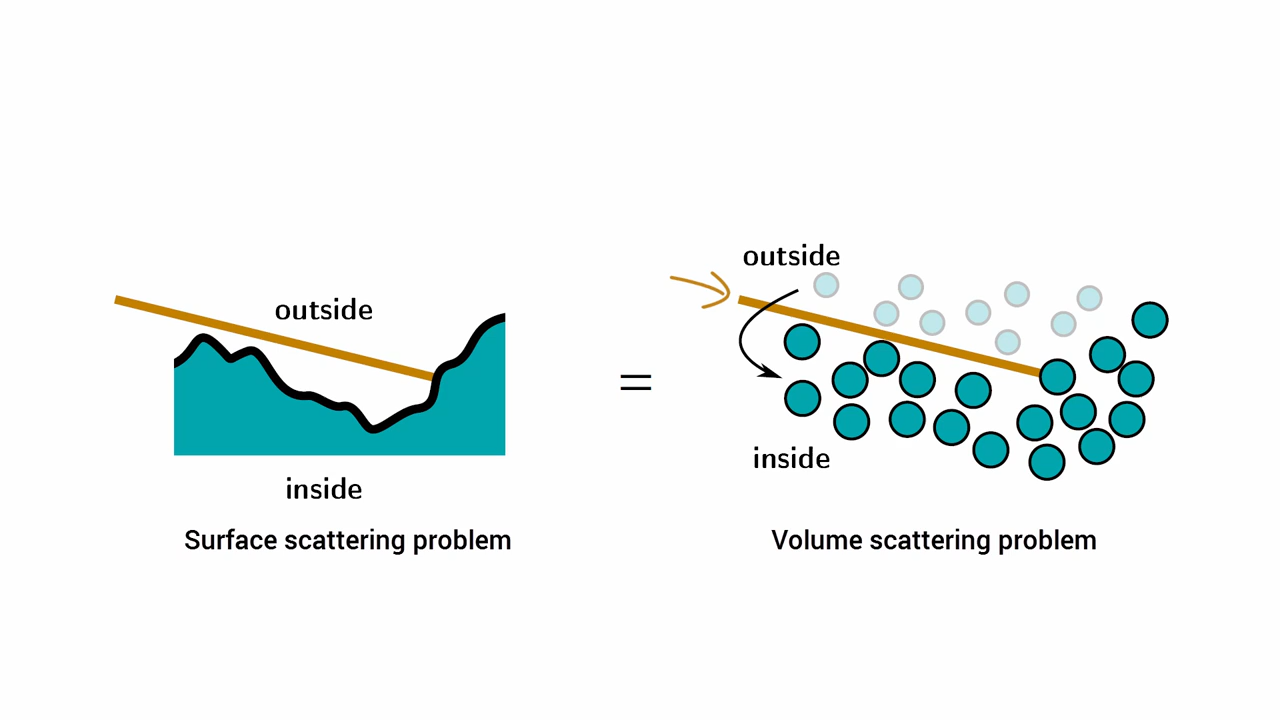 outside
inside
Surface scattering problem
=
outside
inside
Volume scattering problem